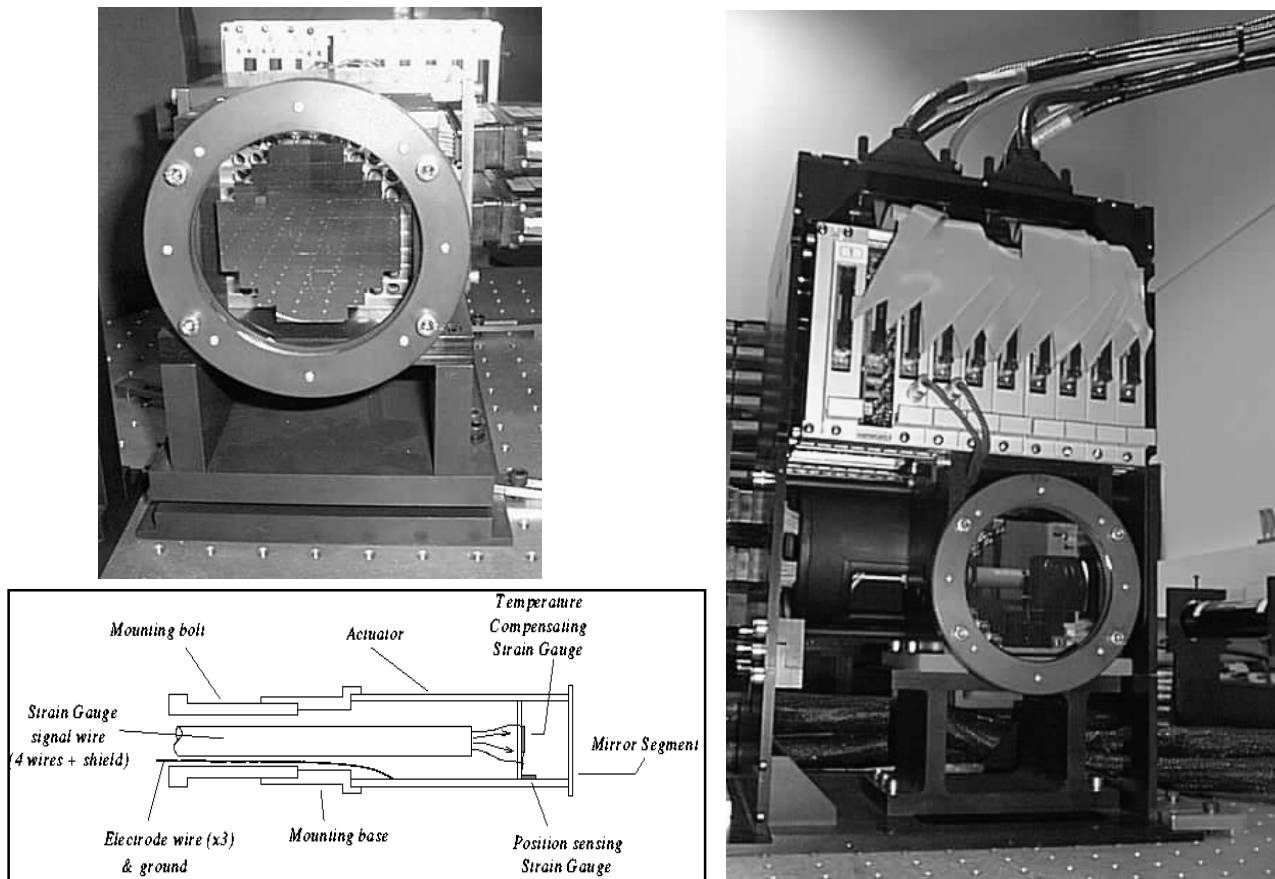 Temperature
Compensating
Strain Gauge
Mounting bolt
Actuator
Strain Gauge
signal wire
(4 wires + shield)
Mirror Segment
Electrode wire (x3)
& ground
Mounting base
Position sensing
Strain Gauge